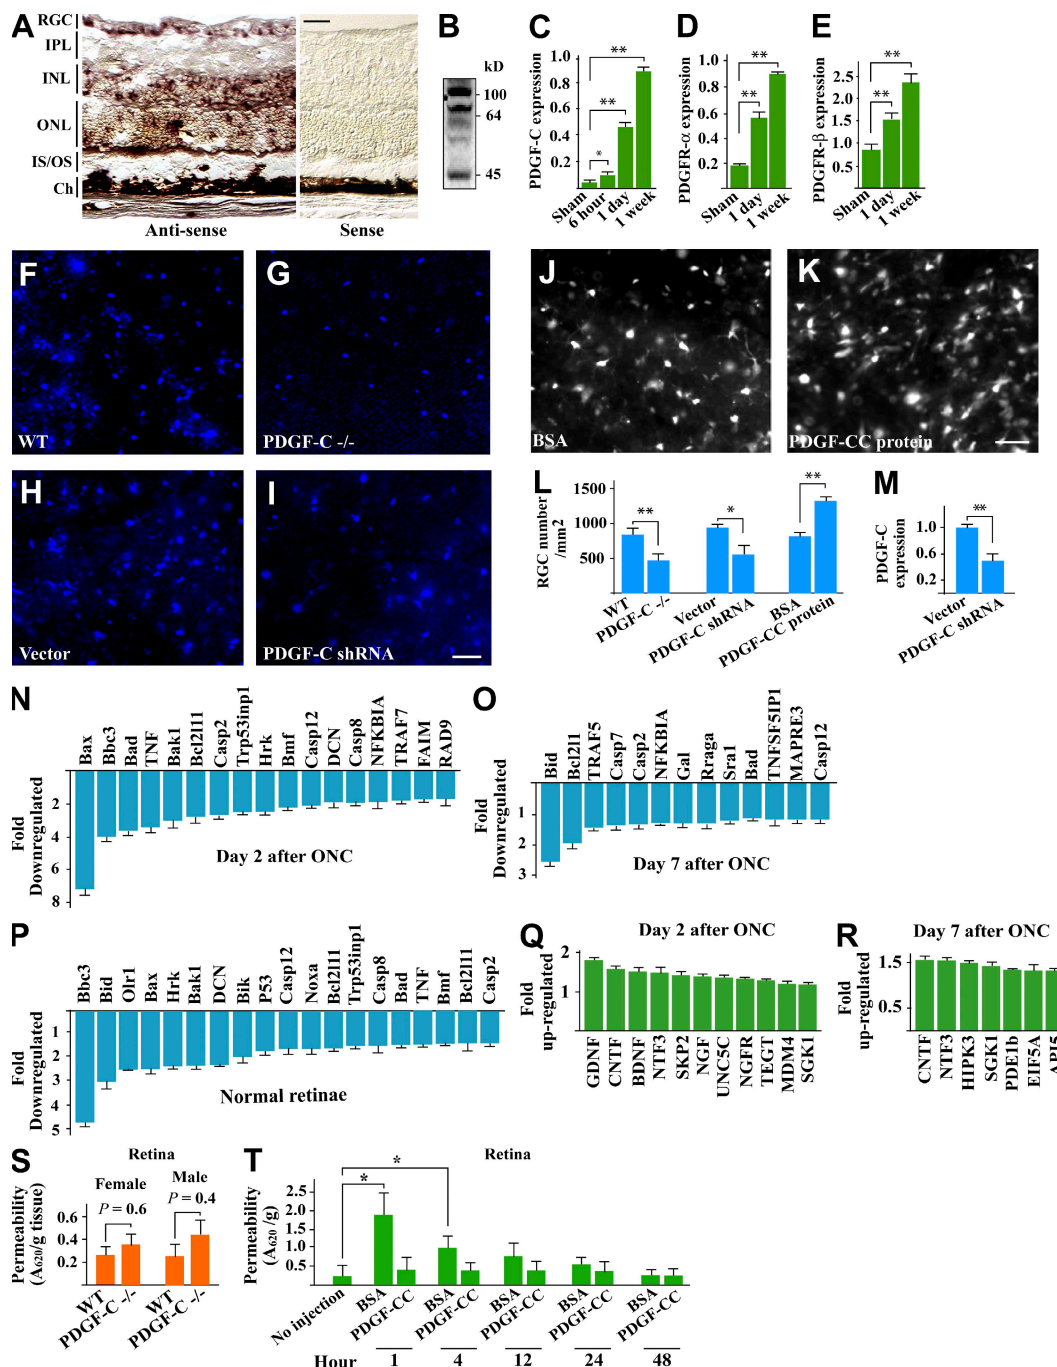 A
RGC
IPL
INL
ONL
IS/OS
Ch
Anti-sense
Sense
B
kD
100
64
45
C
PDGF-C expression
1.0
0.8
0.6
0.4
0.2
**
**
*
Sham
6 hour
1 day
1 week
D
PDGFR-α expression
1.0
0.6
0.4
0.2
**
**
Sham
1 day
1 week
E
PDGFR-β expression
2.5
2.0
1.5
1.0
0.5
**
**
Sham
1 day
1 week
F
WT
G
PDGF-C -/-
H
Vector
I
PDGF-C shRNA
J
BSA
K
PDGF-CC protein
L
RGC number
/mm2
1500
1000
500
**
*
**
WT
PDGF-C -/-
Vector
PDGF-C shRNA
BSA
PDGF-CC protein
M
PDGF-C
expression
1.0
0.6
0.2
**
Vector
PDGF-C shRNA
N
Bax
Bbc3
Bad
TNF
Bak1
Bcl2l11
Casp2
Trp53inp1
Hrk
Bmf
Casp12
DCN
Casp8
NFKBIA
TRAF7
FAIM
RAD9
Fold
Downregulated
2
4
6
8
Day 2 after ONC
O
Bid
Bcl2l1
TRAF5
Casp7
Casp2
NFKBIA
Gal
Rraga
Sra1
Bad
TNFSF5IP1
MAPRE3
Casp12
Fold
Downregulated
1
2
3
Day 7 after ONC
P
Bbc3
Bid
Olr1
Bax
Hrk
Bak1
DCN
Bik
P53
Casp12
Noxa
Bcl2l11
Trp53inp1
Casp8
Bad
TNF
Bmf
Bcl2l11
Casp2
Fold
Downregulated
1
2
3
4
5
Normal retinae
Q
Day 2 after ONC
Fold
up-regulated
2
1
GDNF
CNTF
BDNF
NTF3
SKP2
NGF
UNC5C
NGFR
TEGT
MDM4
SGK1
R
Day 7 after ONC
Fold
up-regulated
1.5
0.5
CNTF
NTF3
HIPK3
SGK1
PDE1b
EIF5A
API5
S
Retina
Female
Male
P = 0.6
P = 0.4
Permeability
(A620/g tissue)
0.6
0.4
0.2
WT
PDGF-C -/-
WT
PDGF-C -/-
T
Retina
Permeability
(A620 /g)
2.5
2.0
1.5
1.0
0.5
*
*
No injection
BSA
PDGF-CC
BSA
PDGF-CC
BSA
PDGF-CC
BSA
PDGF-CC
BSA
PDGF-CC
Hour 1 4 12 24 48